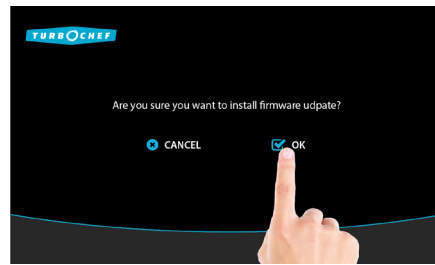 TURBOCHEF
Are you sure you want to install firmware udpate?
CANCEL
OK